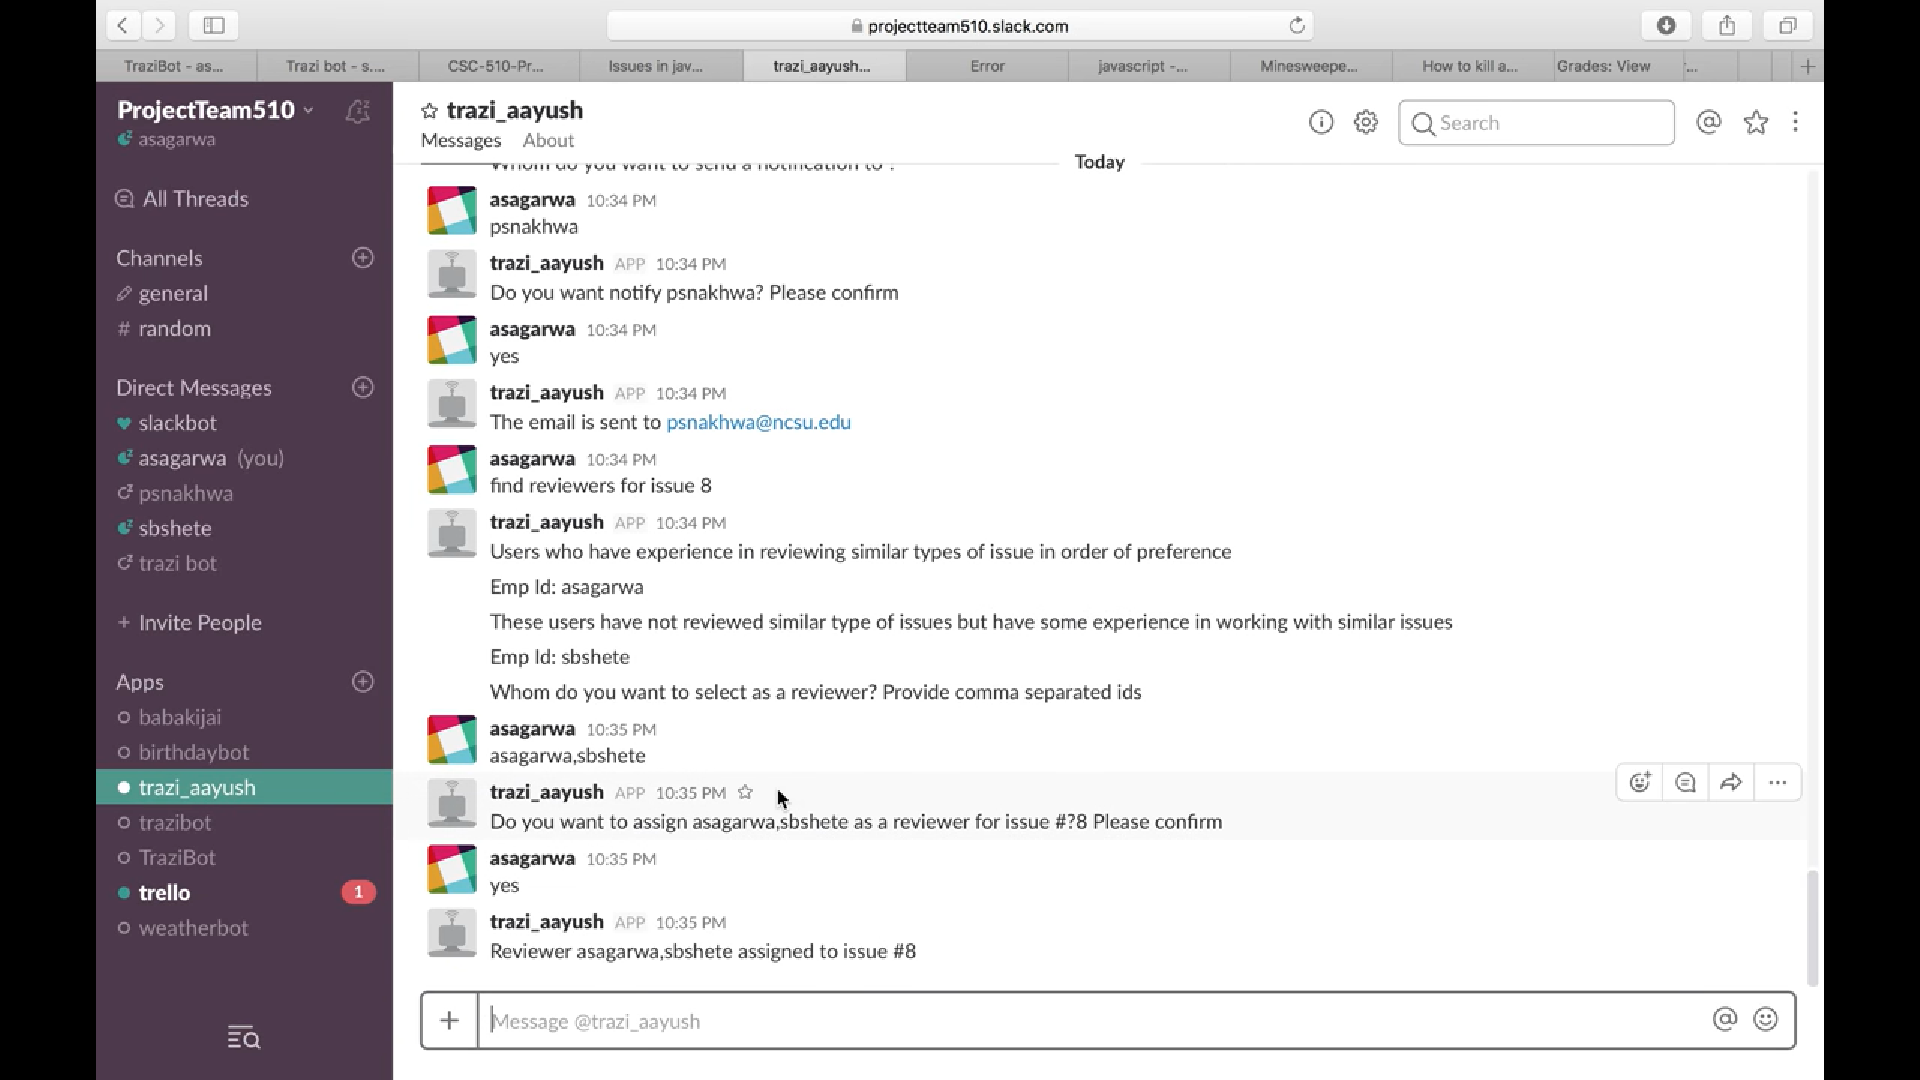 projectteam510.slack.com
TraziBot - as...
Trazi bot - s....
CSC-510-Pr...
Issues in jav...
trazi_aayush...
Error
javascript -...
Minesweepe...
How to kill a...
Grades: View
ProjectTeam510
asagarwa
All Threads
Channels
general
# random
Direct Messages
slackbot
asagarwa (you)
psnakhwa
sbshete
trazi bot
+ Invite People
Apps
babakijai
birthdaybot
trazi_aayush
trazibot
TraziBot
trello 1
weatherbot
trazi_aayush
Messages About
Search
Today
Whom do you want to send a notification to ?
asagarwa 10:34 PM
psnakhwa
trazi_aayush APP 10:34 PM
Do you want notify psnakhwa? Please confirm
asagarwa 10:34 PM
yes
trazi_aayush APP 10:34 PM
The email is sent to psnakhwa@ncsu.edu
asagarwa 10:34 PM
find reviewers for issue 8
trazi_aayush APP 10:34 PM
Users who have experience in reviewing similar types of issue in order of preference
Emp Id: asagarwa
These users have not reviewed similar type of issues but have some experience in working with similar issues
Emp Id: sbshete
Whom do you want to select as a reviewer? Provide comma separated ids
asagarwa 10:35 PM
asagarwa,sbshete
trazi_aayush APP 10:35 PM
Do you want to assign asagarwa,sbshete as a reviewer for issue #?8 Please confirm
asagarwa 10:35 PM
yes
trazi_aayush APP 10:35 PM
Reviewer asagarwa,sbshete assigned to issue #8
Message @trazi_aayush